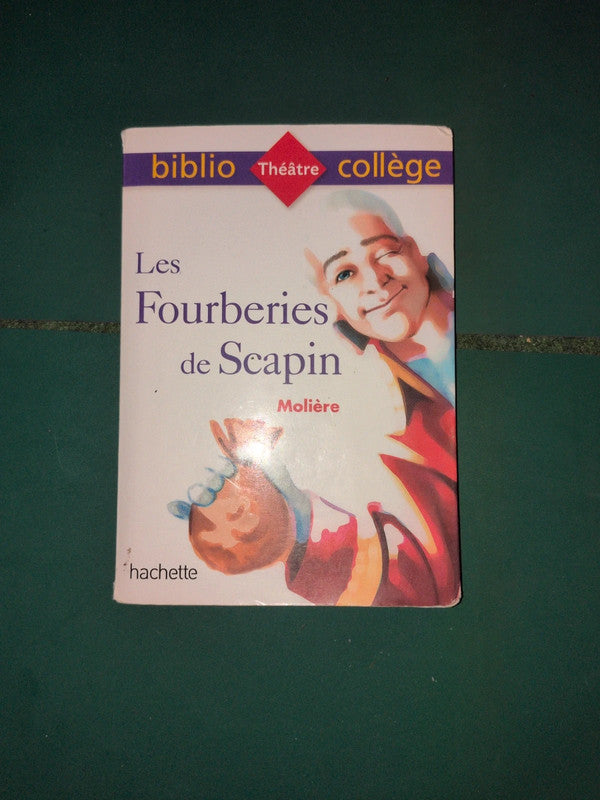 biblio Théâtre collège
Les
Fourberies
de Scapin
Molière
hachette